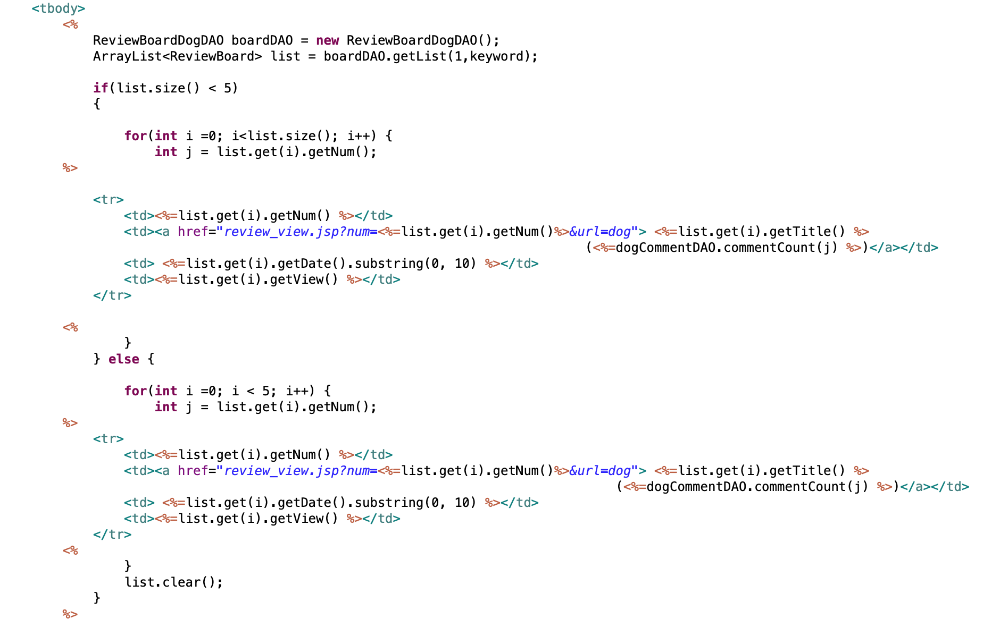 <tbody>
<%
ReviewBoardDogDAO boardDAO = new ReviewBoardDogDAO();
ArrayList<ReviewBoard> list = boardDAO.getList(1,keyword);
if(list.size() < 5)
{
for(int i =0; i<list.size(); i++) {
int j = list.get(i).getNum();
%>
<tr>
<td><%=list.get(i).getNum() %></td>
<td><a href="review_view.jsp?num=<%=list.get(i).getNum()%>&url=dog"> <%=list.get(i).getTitle() %>
(<%=dogCommentDAO.commentCount(j) %>)</a></td>
<td> <%=list.get(i).getDate().substring(0, 10) %></td>
<td><%=list.get(i).getView() %></td>
</tr>
<%
}
} else {
for(int i =0; i < 5; i++) {
int j = list.get(i).getNum();
%>
<tr>
<td><%=list.get(i).getNum() %></td>
<td><a href="review_view.jsp?num=<%=list.get(i).getNum()%>&url=dog"> <%=list.get(i).getTitle() %>
(<%=dogCommentDAO.commentCount(j) %>)</a></td>
<td> <%=list.get(i).getDate().substring(0, 10) %></td>
<td><%=list.get(i).getView() %></td>
</tr>
<%
}
list.clear();
}
%>